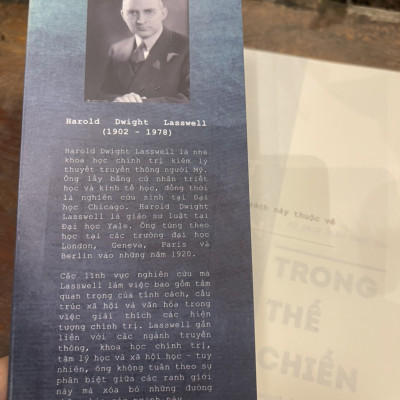 Harold Dwight Lasswell
(1902 - 1978)
Harold Dwight Lasswell là nhà
khoa học chính trị kiêm lý
thuyết truyền thông người Mỹ.
Ông lấy bằng cử nhân triết
học và kinh tế học, đồng thời
là nghiên cứu sinh tại Đại
học Chicago. Harold Dwight
Lasswell là giáo sư luật tại
Đại học Yale. Ông từng theo
học tại các trường đại học
London, Geneva, Paris và
Berlin vào những năm 1920.
Các lĩnh vực nghiên cứu mà
Lasswell làm việc bao gồm tầm
quan trọng của tính cách, cấu
trúc xã hội và văn hóa trong
việc giải thích các hiện
tượng chính trị. Lasswell gắn
liền với các ngành truyền
thông, khoa học chính trị,
tâm lý học và xã hội học – tuy
nhiên, ông không tuân theo sự
phân biệt giữa các ranh giới
này mà xóa bỏ những đường
sách này thuộc về
TRONG
THẾ
CHIẾN